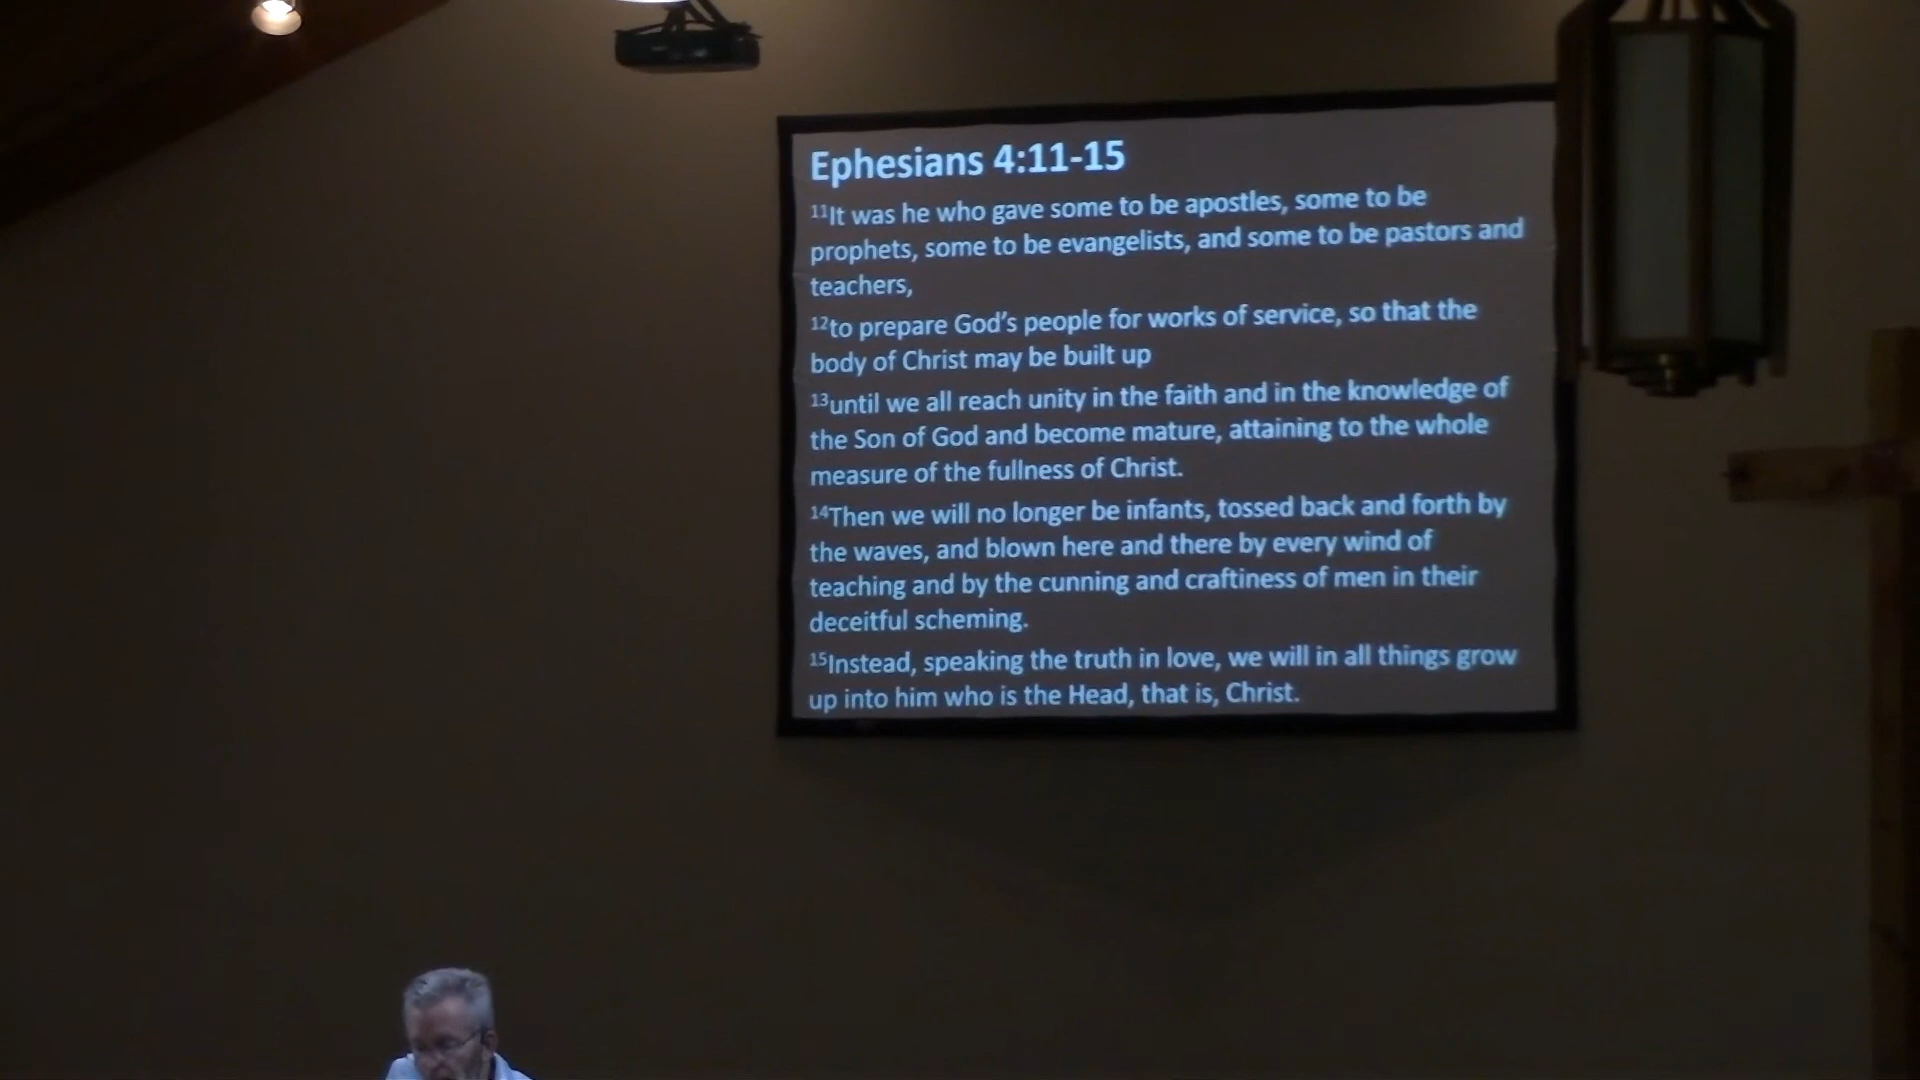 Ephesians 4:11-15
¹¹It was he who gave some to be apostles, some to be
prophets, some to be evangelists, and some to be pastors and
teachers,
¹²to prepare God's people for works of service, so that the
body of Christ may be built up
¹³until we all reach unity in the faith and in the knowledge of
the Son of God and become mature, attaining to the whole
measure of the fullness of Christ.
¹⁴Then we will no longer be infants, tossed back and forth by
the waves, and blown here and there by every wind of
teaching and by the cunning and craftiness of men in their
deceitful scheming.
¹⁵Instead, speaking the truth in love, we will in all things grow
up into him who is the Head, that is, Christ.